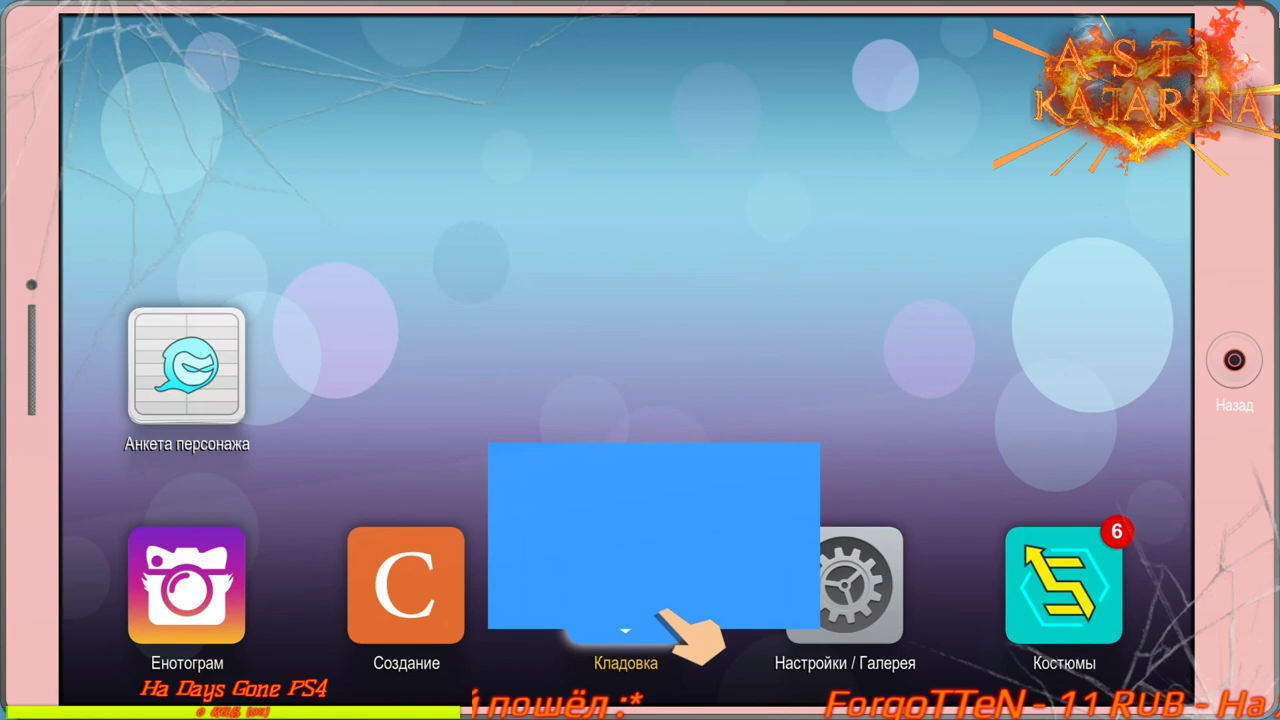 ASTI
KATARINA
Назад
Анкета персонажа
6
C
Енотограм
Создание
Кладовка
Настройки / Галерея
Костюмы
На Days Gone PS4
й пошёл :*
ForgoTTeN - 11 RUB - На